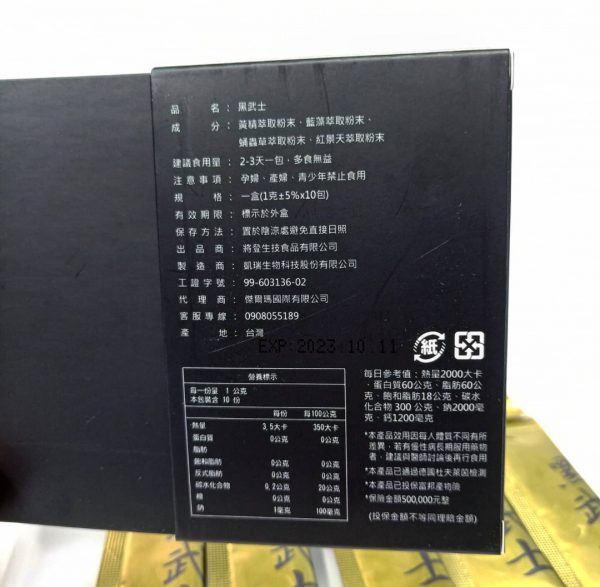 品 名：黑武士
成 分：黃精萃取粉末、藍藻萃取粉末、
蛹蟲草萃取粉末、紅景天萃取粉末
建議食用量：2-3天一包，多食無益
注意事項：孕婦、產婦、青少年禁止食用
規 格：一盒(1克±5%×10包)
有效期限：標示於外盒
保存方法：置於陰涼處避免直接日照
出品商：將登生技食品有限公司
製造商：凱瑞生物科技股份有限公司
工證字號：99-603136-02
代理商：傑爾瑪國際有限公司
客服專線：0908055189
產 地：台灣
EXP:2023.10.11
紙
營養標示
每一份量 1 公克
本包裝含 10 份
每份 每100公克
熱量 3.5大卡 350大卡
蛋白質 0公克 0公克
脂肪
飽和脂肪 0公克 0公克
反式脂肪 0公克 0公克
碳水化合物 0.2公克 20公克
糖 0公克 0公克
鈉 1毫克 100毫克
每日參考值：熱量2000大卡
、蛋白質60公克、脂肪60公
克、飽和脂肪18公克、碳水
化合物 300 公克、鈉2000毫
克、鈣1200毫克
*本產品效用因每人體質不同有所
差異，若有慢性病長期服用藥物
者，建議與醫師討論後再行食用
*本產品已通過德國杜夫萊茵檢測
*本產品已投保富邦產物險
*保險金額500,000元整
(投保金額不等同理賠金額)
武士